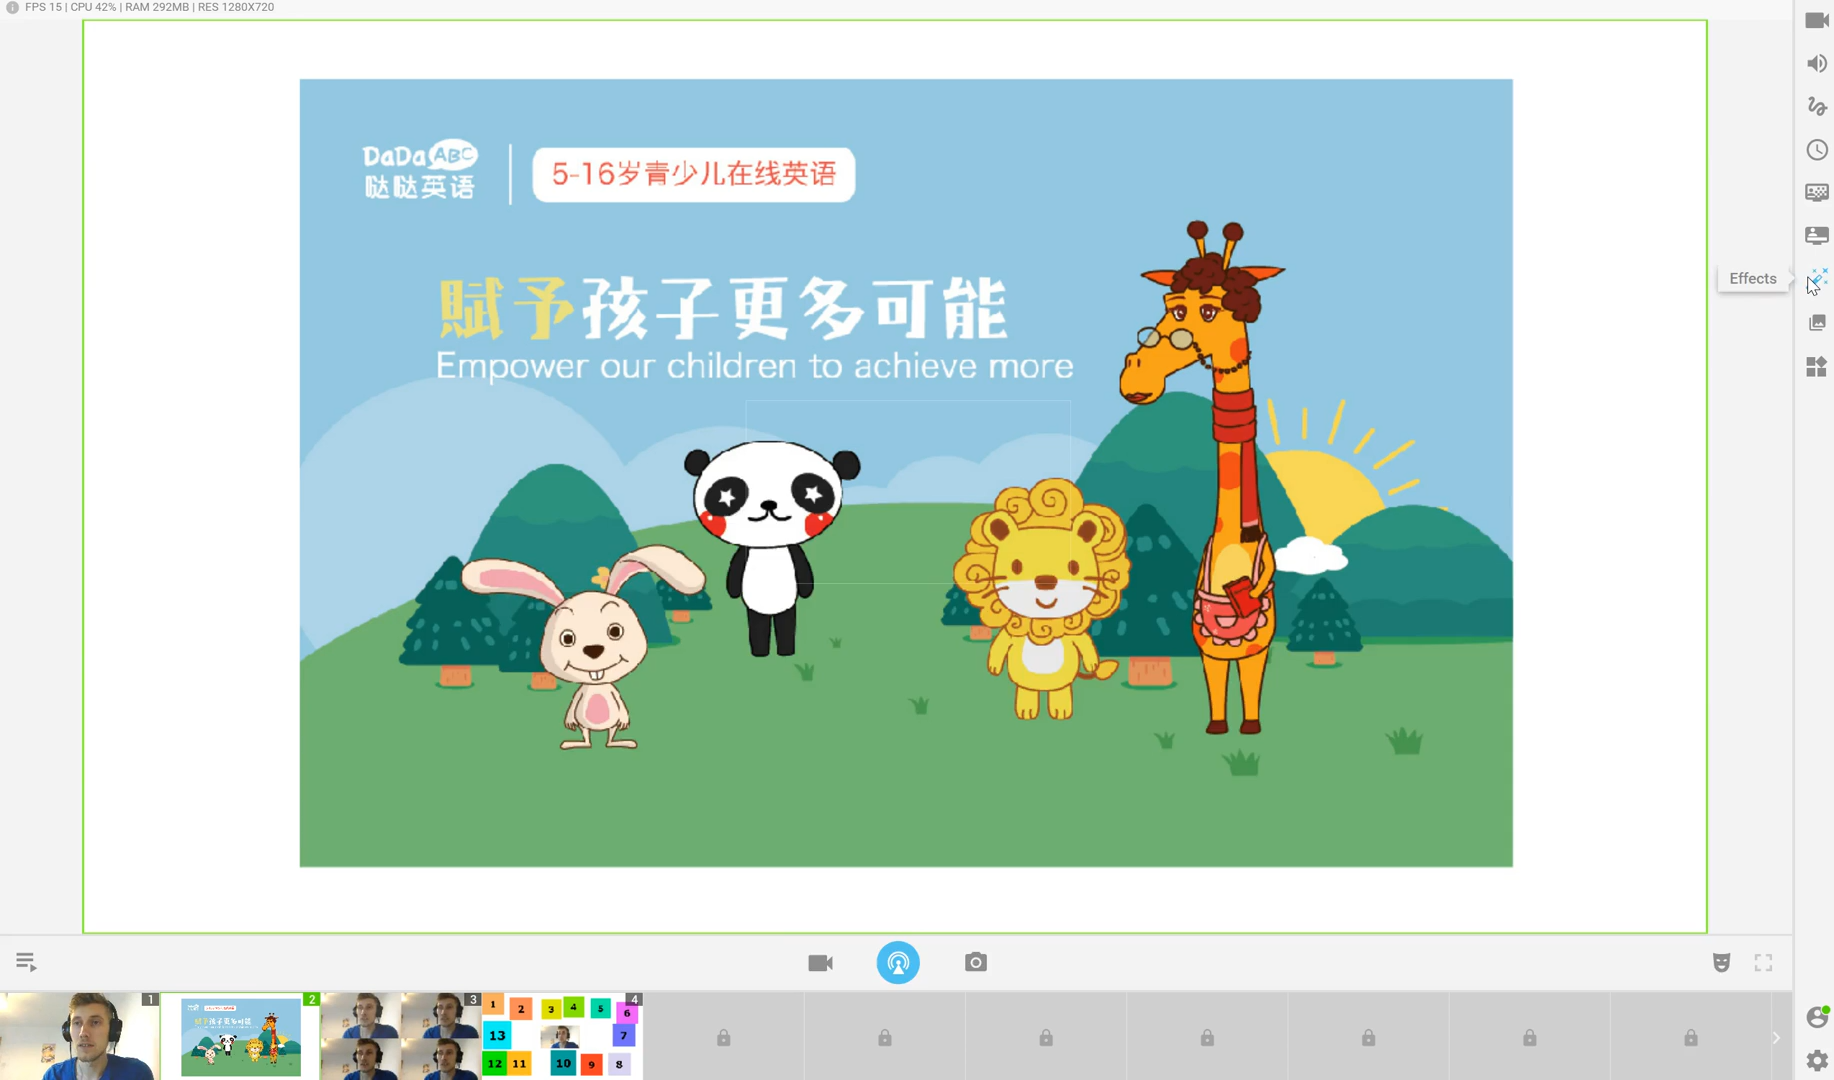 FPS 15 | CPU 42% | RAM 292MB | RES 1280X720
DaDa ABC
哒哒英语
5-16岁青少儿在线英语
赋予孩子更多可能
Empower our children to achieve more
Effects
1
2
3
4
1 2 3 4 5 6
13 7
12 11 10 9 8